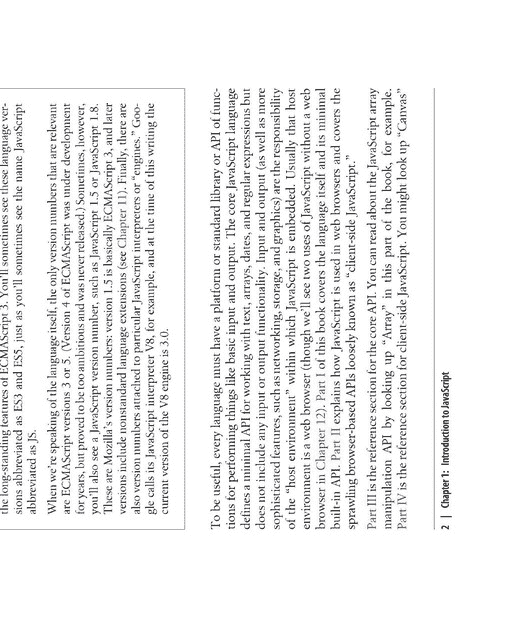 the long-standing features of ECMAScript 3. You'll sometimes see these language ver-
sions abbreviated as ES3 and ES5, just as you'll sometimes see the name JavaScript
abbreviated as JS.
When we're speaking of the language itself, the only version numbers that are relevant
are ECMAScript versions 3 or 5. (Version 4 of ECMAScript was under development
for years, but proved to be too ambitious and was never released.) Sometimes, however,
you'll also see a JavaScript version number, such as JavaScript 1.5 or JavaScript 1.8.
These are Mozilla's version numbers: version 1.5 is basically ECMAScript 3, and later
versions include nonstandard language extensions (see Chapter 11). Finally, there are
also version numbers attached to particular JavaScript interpreters or "engines." Goo-
gle calls its JavaScript interpreter V8, for example, and at the time of this writing the
current version of the V8 engine is 3.0.
To be useful, every language must have a platform or standard library or API of func-
tions for performing things like basic input and output. The core JavaScript language
defines a minimal API for working with text, arrays, dates, and regular expressions but
does not include any input or output functionality. Input and output (as well as more
sophisticated features, such as networking, storage, and graphics) are the responsibility
of the "host environment" within which JavaScript is embedded. Usually that host
environment is a web browser (though we'll see two uses of JavaScript without a web
browser in Chapter 12). Part I of this book covers the language itself and its minimal
built-in API. Part II explains how JavaScript is used in web browsers and covers the
sprawling browser-based APIs loosely known as "client-side JavaScript."
Part III is the reference section for the core API. You can read about the JavaScript array
manipulation API by looking up "Array" in this part of the book, for example.
Part IV is the reference section for client-side JavaScript. You might look up "Canvas"
2 | Chapter 1: Introduction to JavaScript